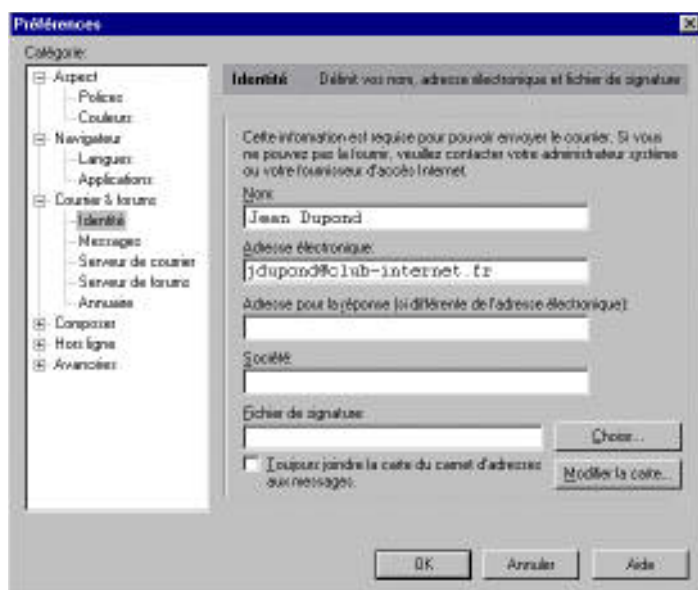 Préférences
Catégorie:
Aspect
Polices
Couleurs
Navigateur
Langues
Applications
Courrier & forums
Identité
Messages
Serveur de courrier
Serveur de forums
Annuaire
Composer
Hors ligne
Avancées
Identité Définit vos nom, adresse électronique et fichier de signature
Cette information est requise pour pouvoir envoyer le courrier. Si vous
ne pouvez pas la fournir, veuillez contacter votre administrateur système
ou votre fournisseur d'accès Internet.
Nom:
Jean Dupond
Adresse électronique:
jdupond@club-internet.fr
Adresse pour la réponse (si différente de l'adresse électronique):
Société:
Fichier de signature:
Choisir...
Toujours joindre la carte du carnet d'adresses
aux messages.
Modifier la carte...
OK Annuler Aide